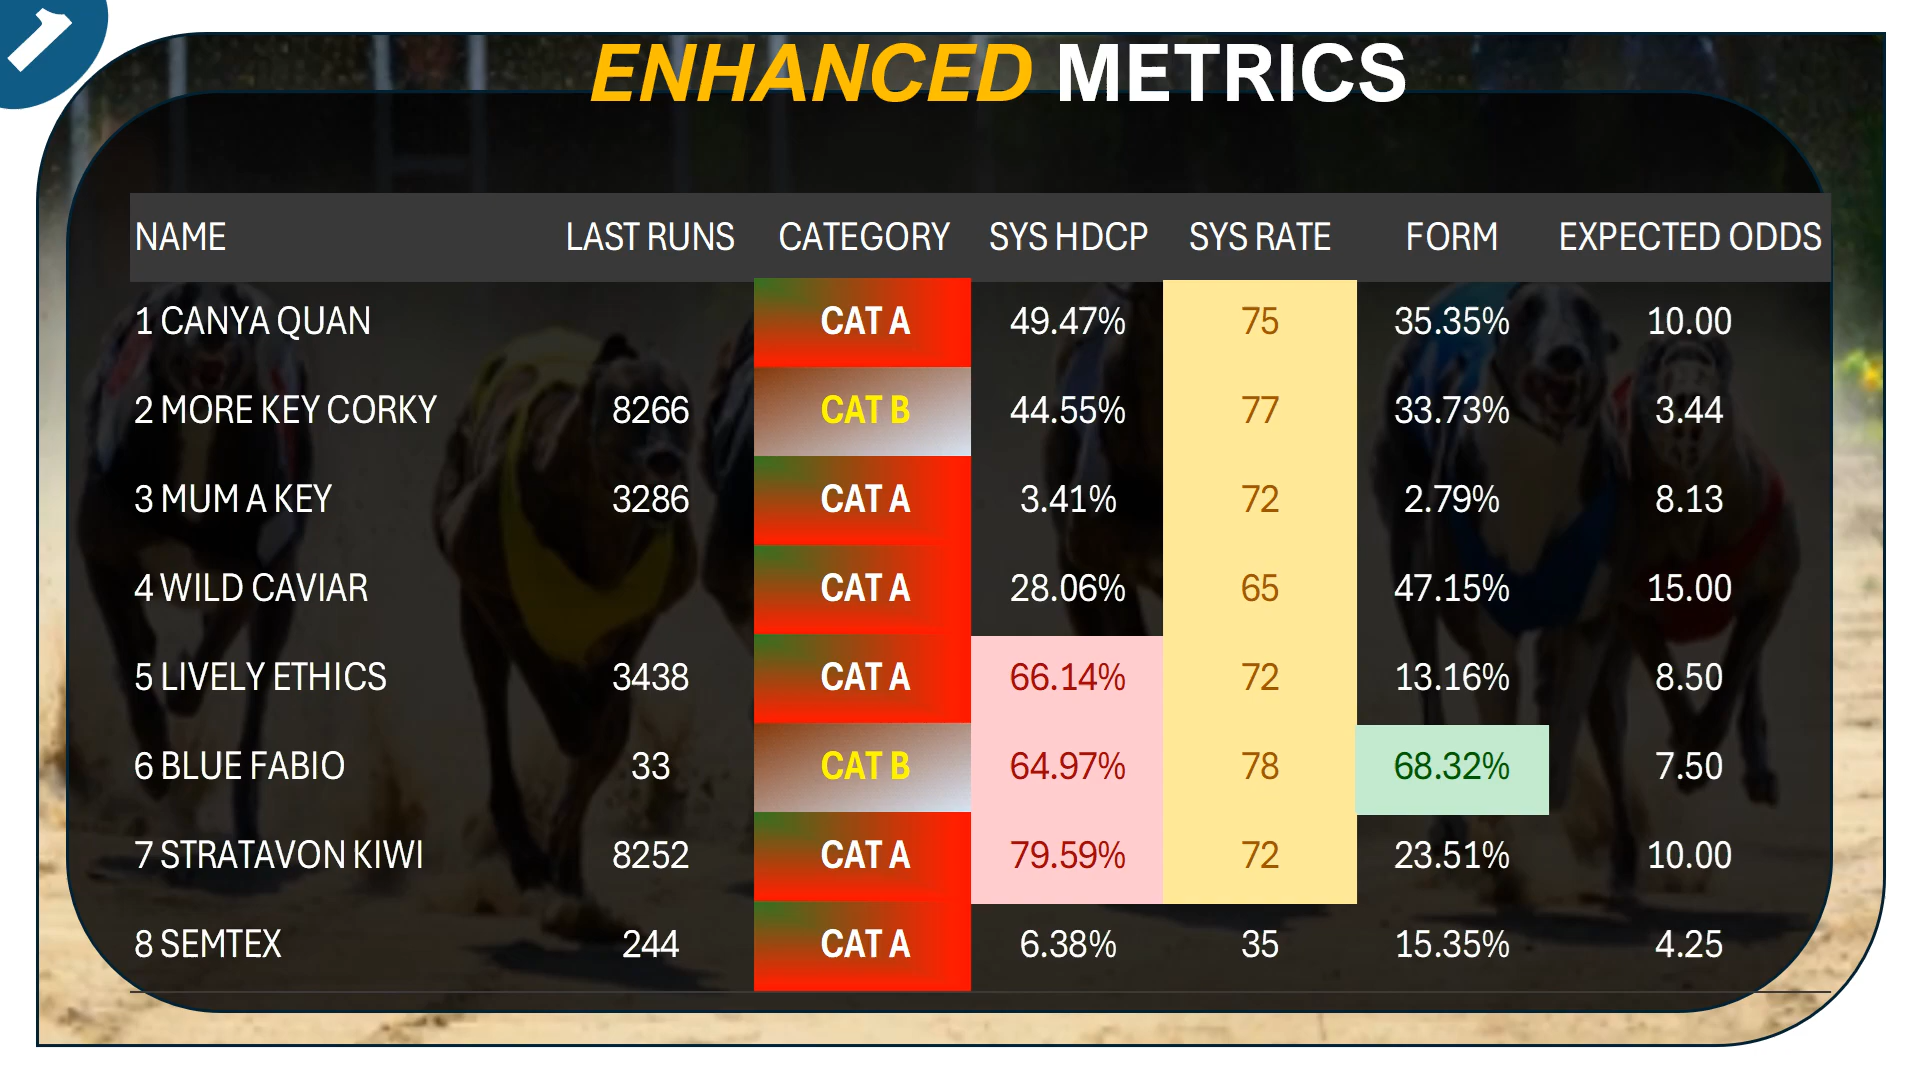 1
ENHANCED METRICS
NAME LAST RUNS CATEGORY SYS HDCP SYS RATE FORM EXPECTED ODDS
1 CANYA QUAN CAT A 49.47% 75 35.35% 10.00
2 MORE KEY CORKY 8266 CAT B 44.55% 77 33.73% 3.44
3 MUM A KEY 3286 CAT A 3.41% 72 2.79% 8.13
4 WILD CAVIAR CAT A 28.06% 65 47.15% 15.00
5 LIVELY ETHICS 3438 CAT A 66.14% 72 13.16% 8.50
6 BLUE FABIO 33 CAT B 64.97% 78 68.32% 7.50
7 STRATAVON KIWI 8252 CAT A 79.59% 72 23.51% 10.00
8 SEMTEX 244 CAT A 6.38% 35 15.35% 4.25